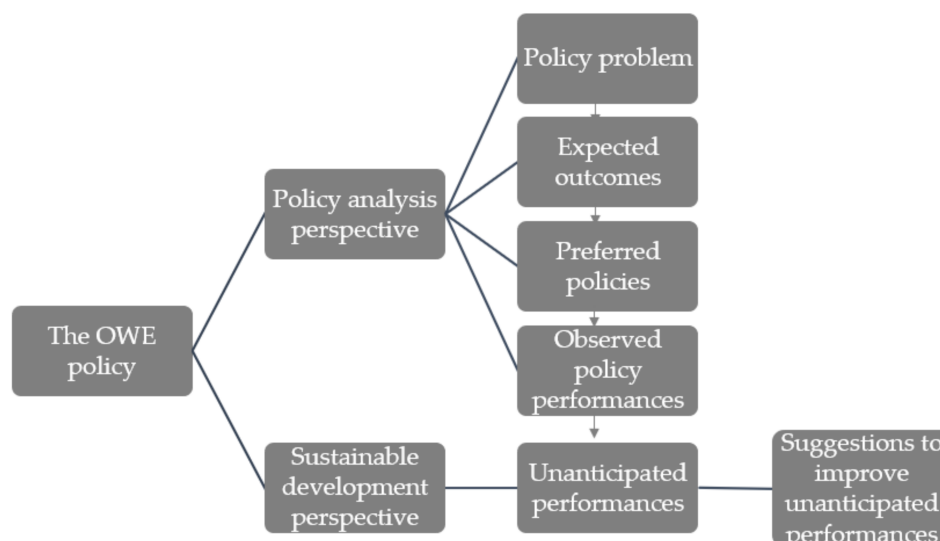 Policy problem
Expected
outcomes
Policy analysis
perspective
Preferred
policies
The OWE
policy
Observed
policy
performances
Sustainable
development
perspective
Unanticipated
performances
Suggestions to
improve
unanticipated
performances